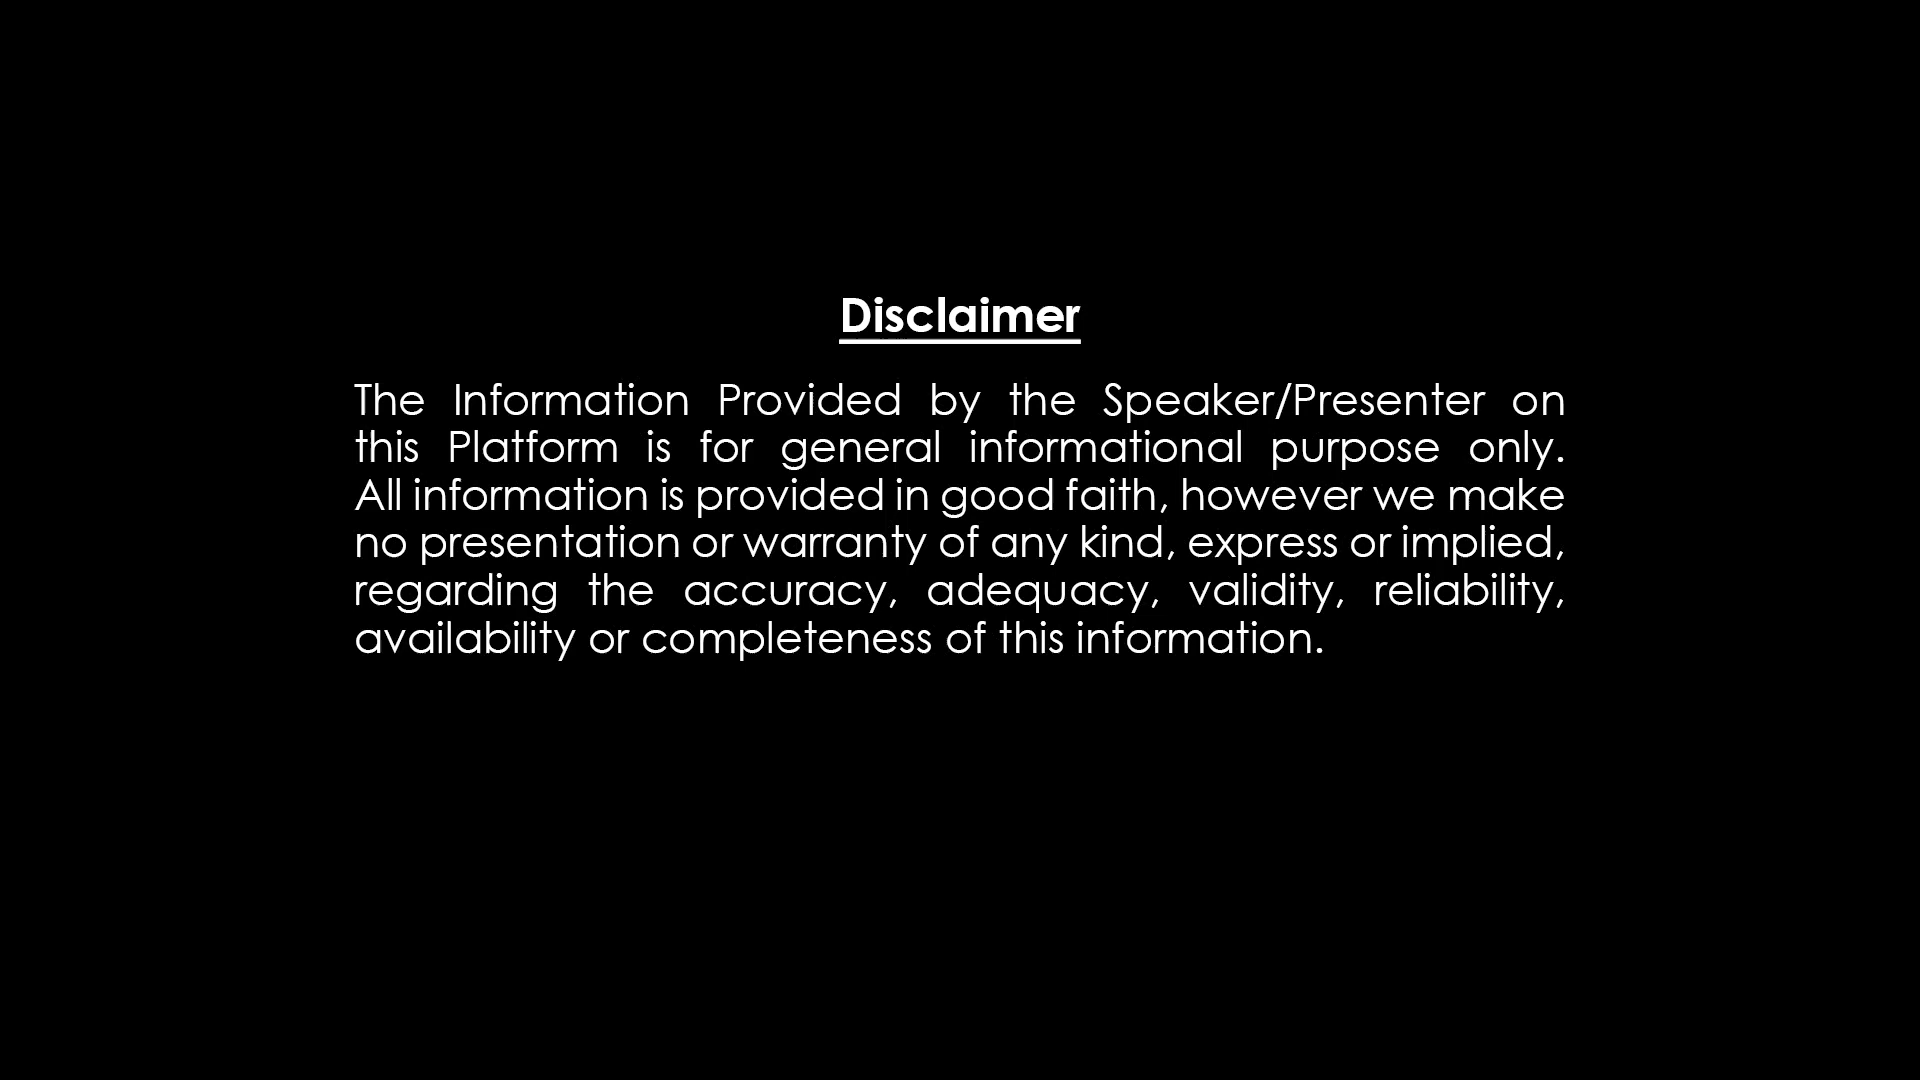 Disclaimer
The Information Provided by the Speaker/Presenter on
this Platform is for general informational purpose only.
All information is provided in good faith, however we make
no presentation or warranty of any kind, express or implied,
regarding the accuracy, adequacy, validity, reliability,
availability or completeness of this information.